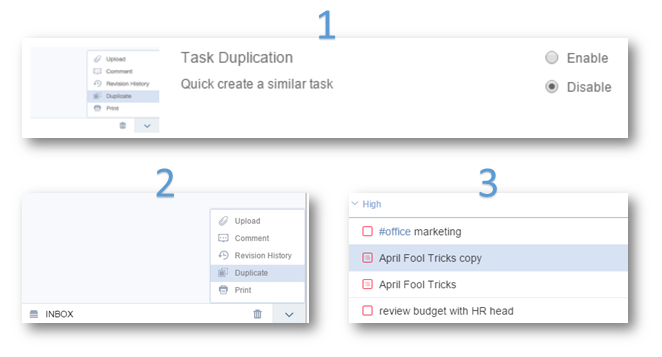 1
Upload
Comment
Revision History
Duplicate
Print
Task Duplication
Quick create a similar task
Enable
Disable
2
Upload
Comment
Revision History
Duplicate
Print
INBOX
3
High
#office marketing
April Fool Tricks copy
April Fool Tricks
review budget with HR head